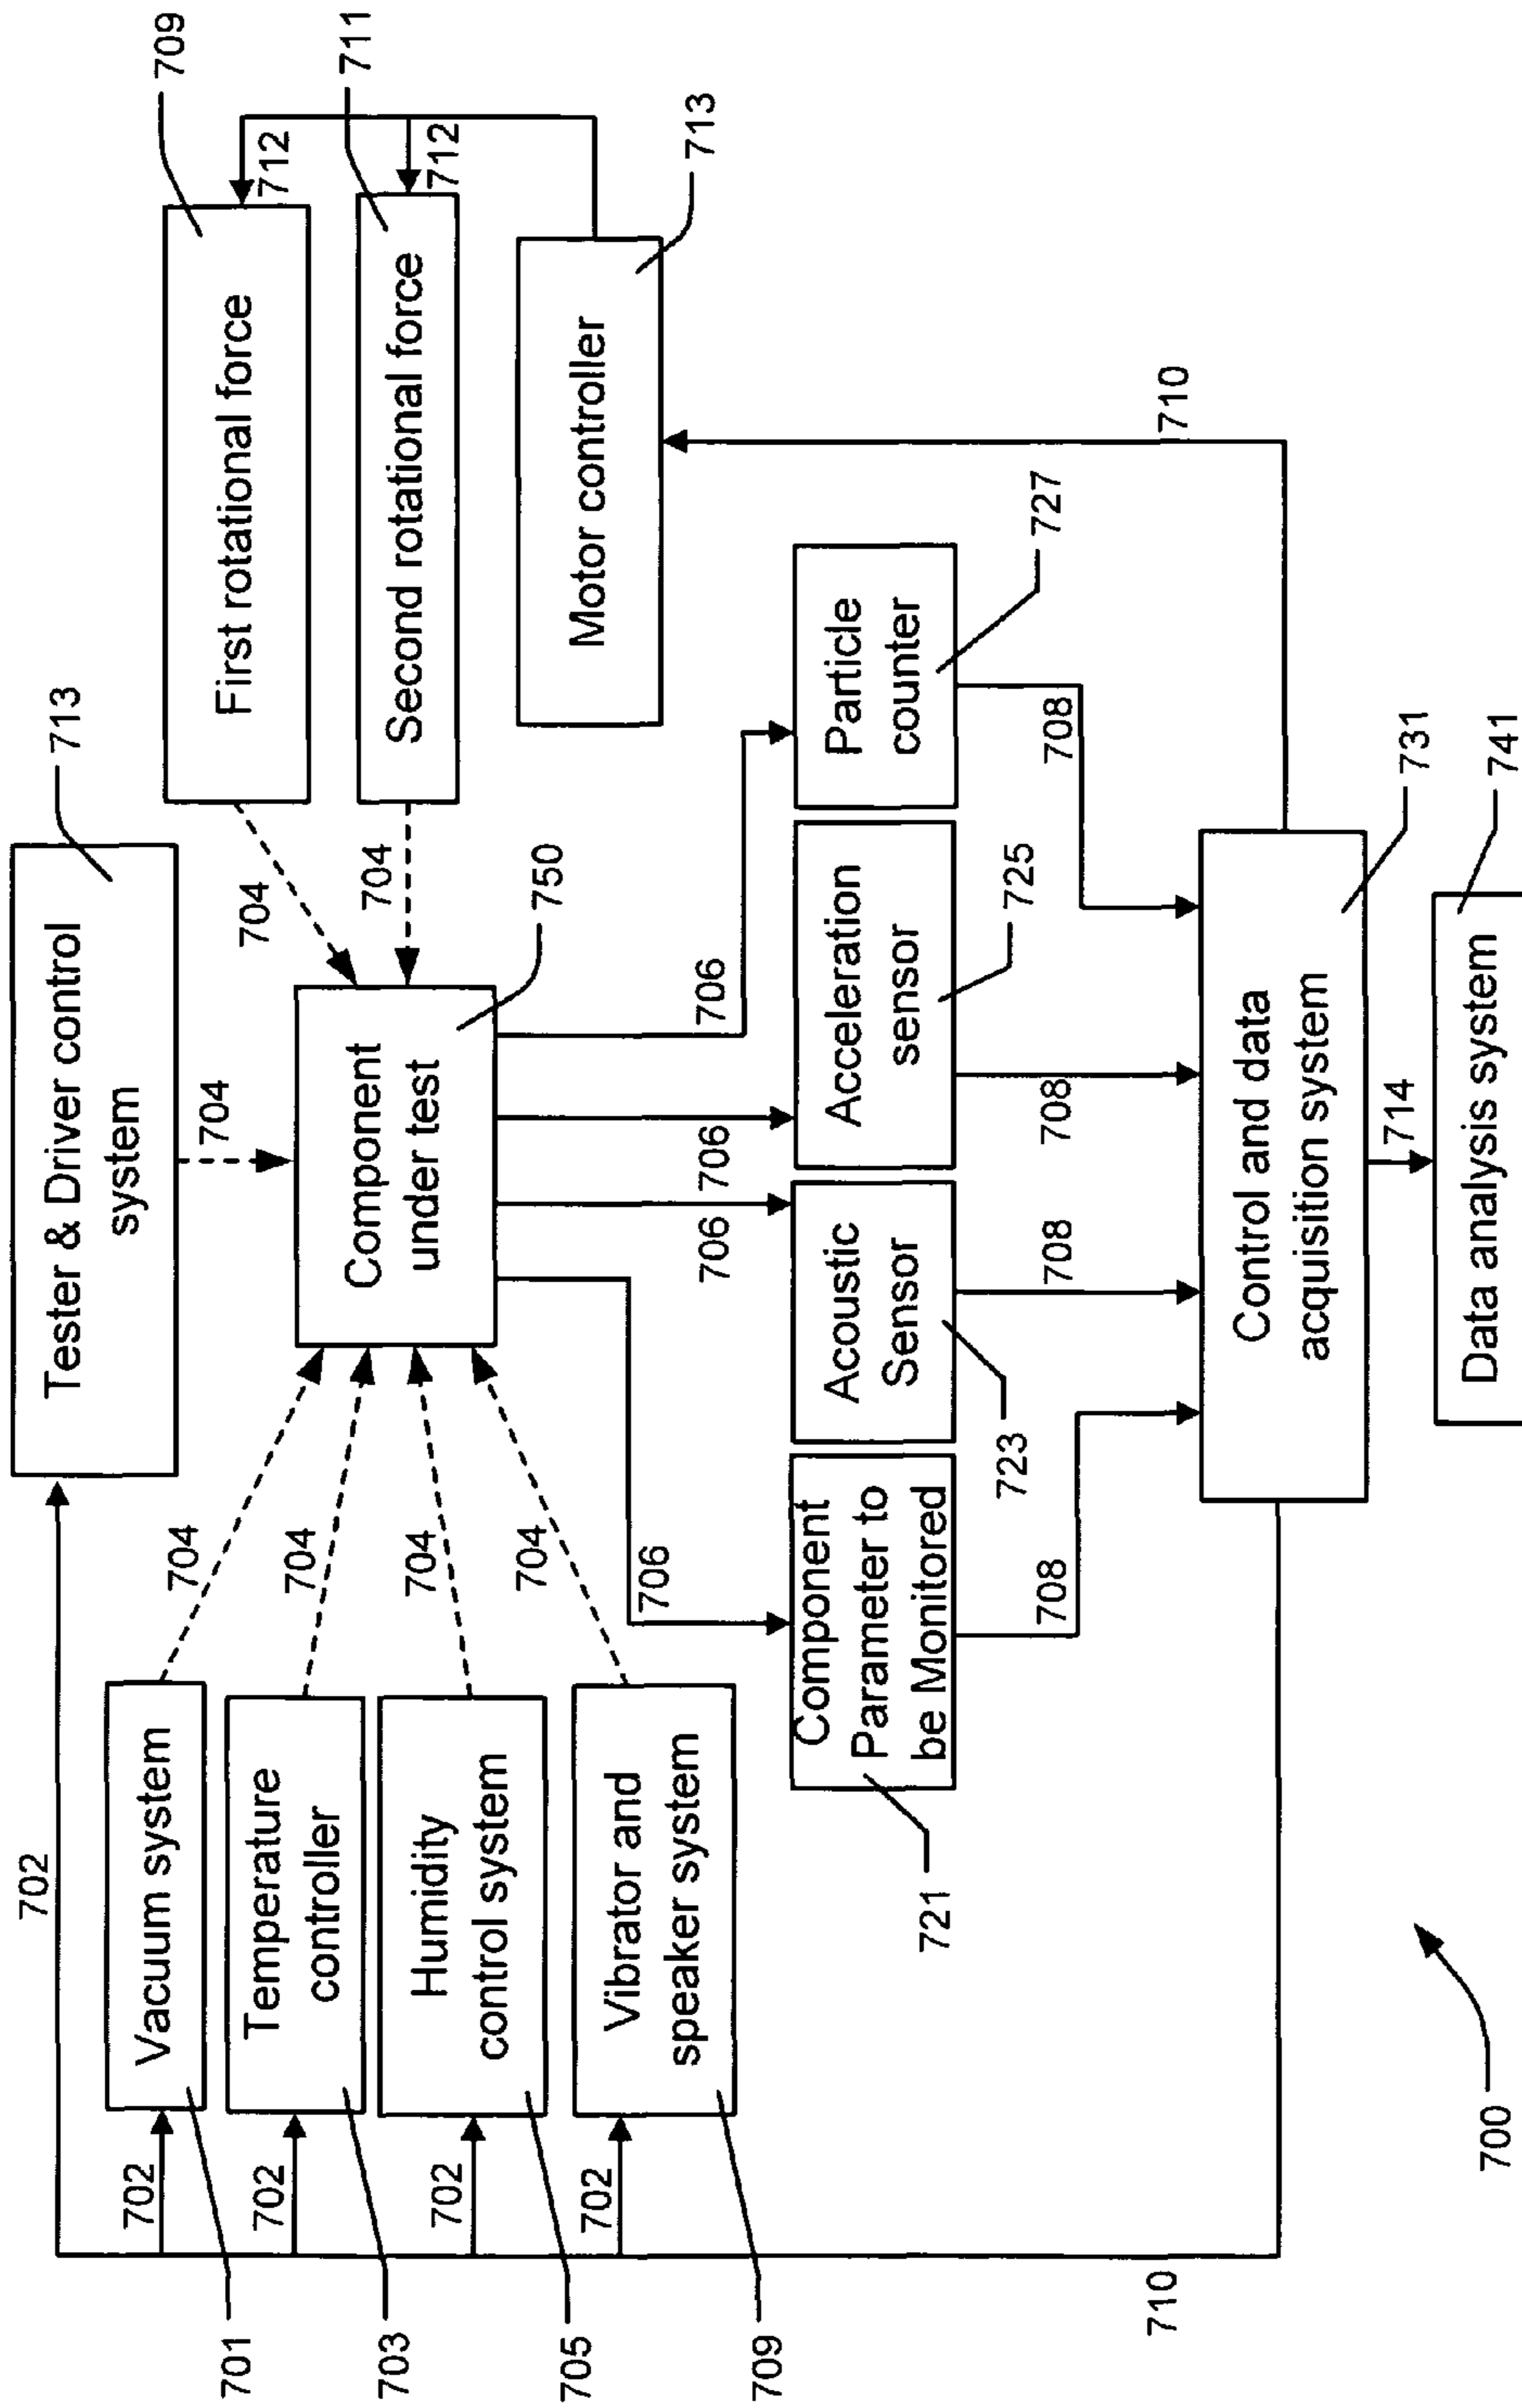 702
Tester & Driver control
system
713
709
First rotational force
712
711
Second rotational force
712
Motor controller
713
704
704
704
Vacuum system
702
701
704
Temperature
controller
702
703
704
Humidity
control system
702
705
704
Vibrator and
speaker system
702
709
704
Component
under test
750
706
706
706
706
Component
Parameter to
be Monitored
721
Acoustic
Sensor
723
Acceleration
sensor
725
Particle
counter
727
708
708
708
708
710
710
Control and data
acquisition system
731
714
Data analysis system
741
700